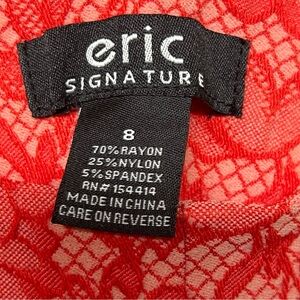 eric
SIGNATURE
8
70% RAYON
25% NYLON
5% SPANDEX
RN# 154414
MADE IN CHINA
CARE ON REVERSE